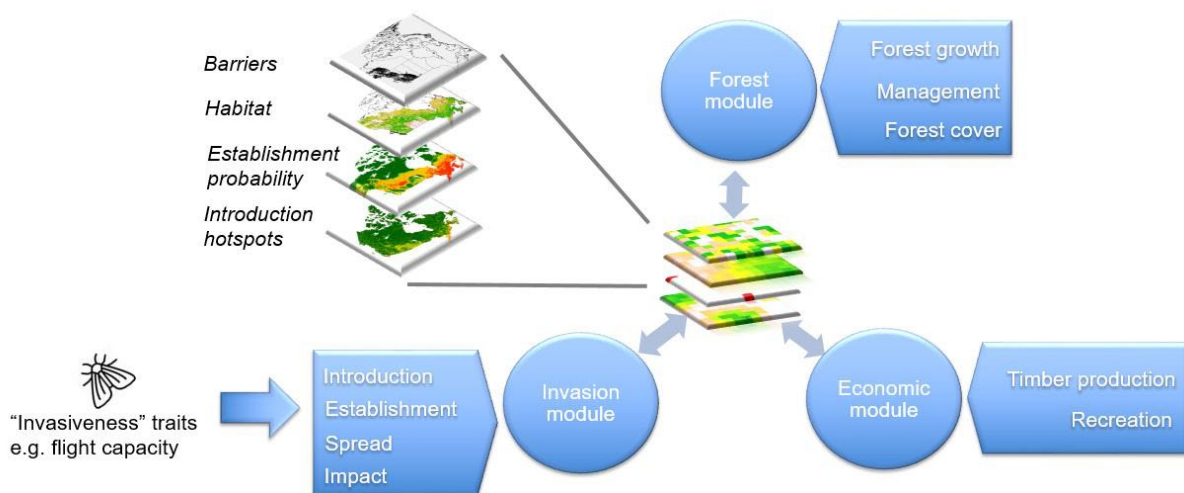 Barriers
Habitat
Establishment
probability
Introduction
hotspots
Forest
module
Forest growth
Management
Forest cover
“Invasiveness” traits
e.g. flight capacity
Introduction
Establishment
Spread
Impact
Invasion
module
Economic
module
Timber production
Recreation